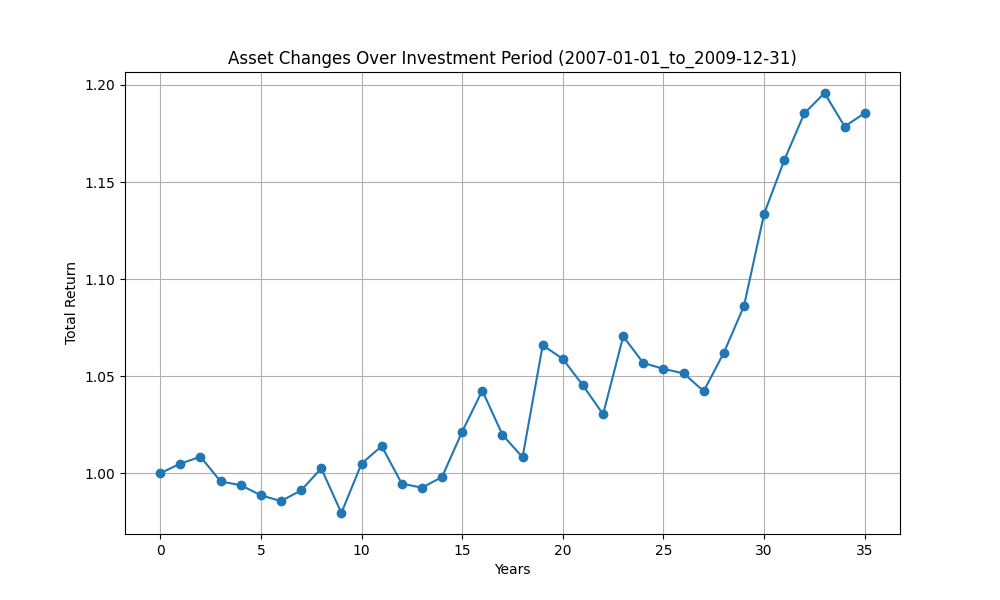 Asset Changes Over Investment Period (2007-01-01_to_2009-12-31)
1.20
1.15
1.10
1.05
1.00
Total Return
0 5 10 15 20 25 30 35
Years